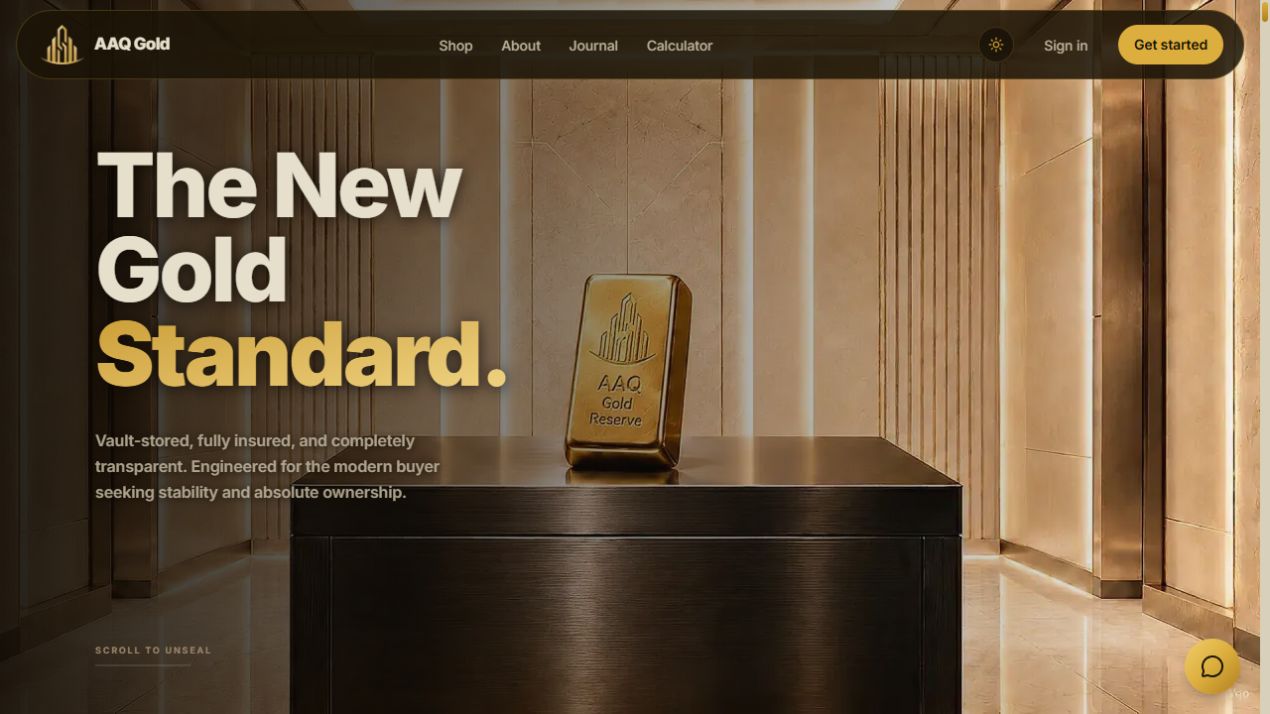 AAQ Gold
Shop
About
Journal
Calculator
Sign in
Get started
The New
Gold
Standard.
Vault-stored, fully insured, and completely
transparent. Engineered for the modern buyer
seeking stability and absolute ownership.
AAQ
Gold
Reserve
SCROLL TO UNSEAL